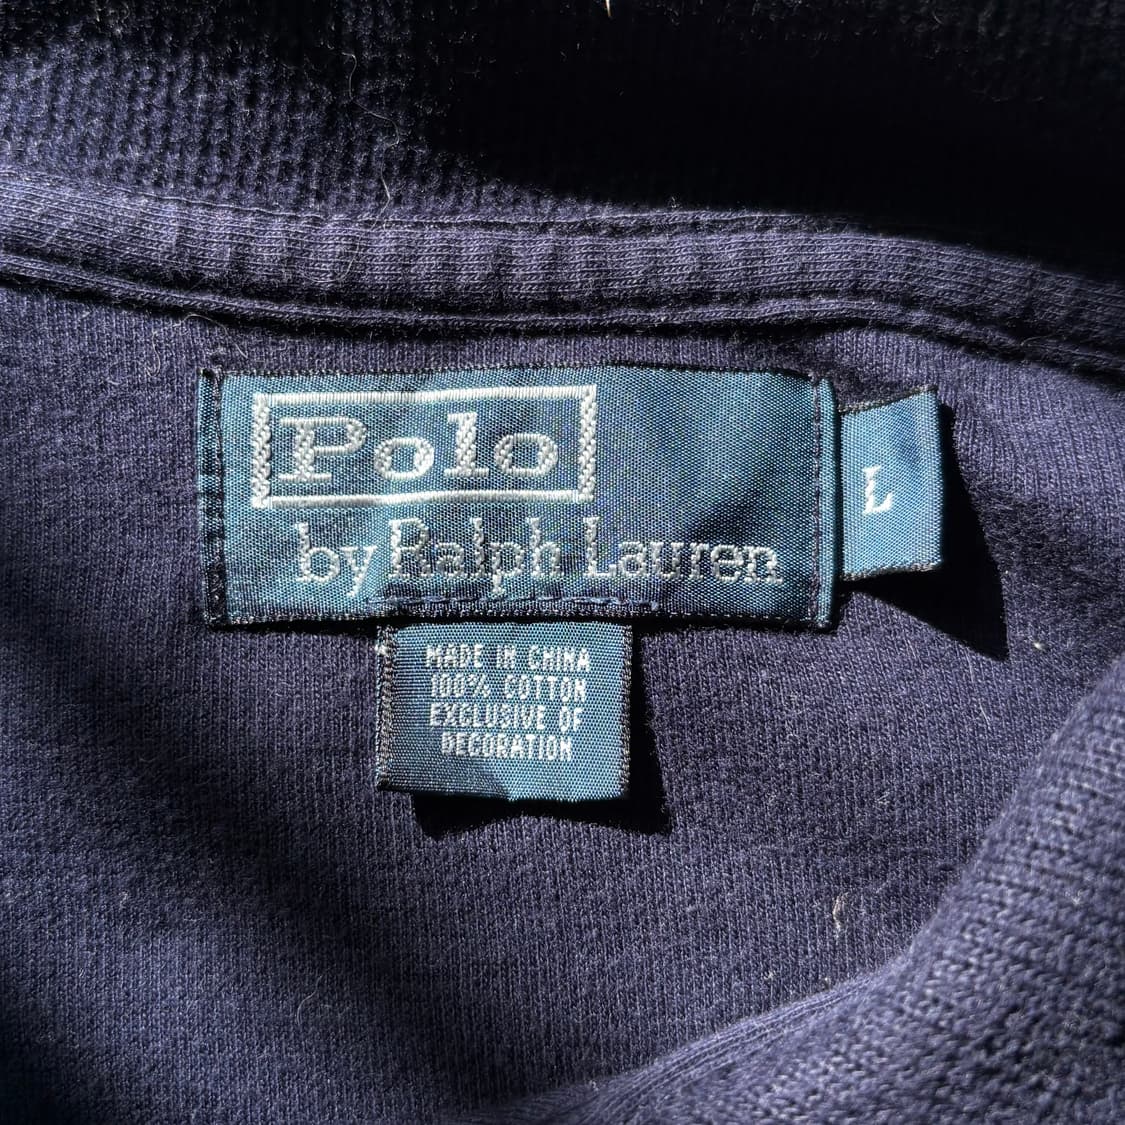 Polo
by Ralph Lauren
L
MADE IN CHINA
100% COTTON
EXCLUSIVE OF
DECORATION